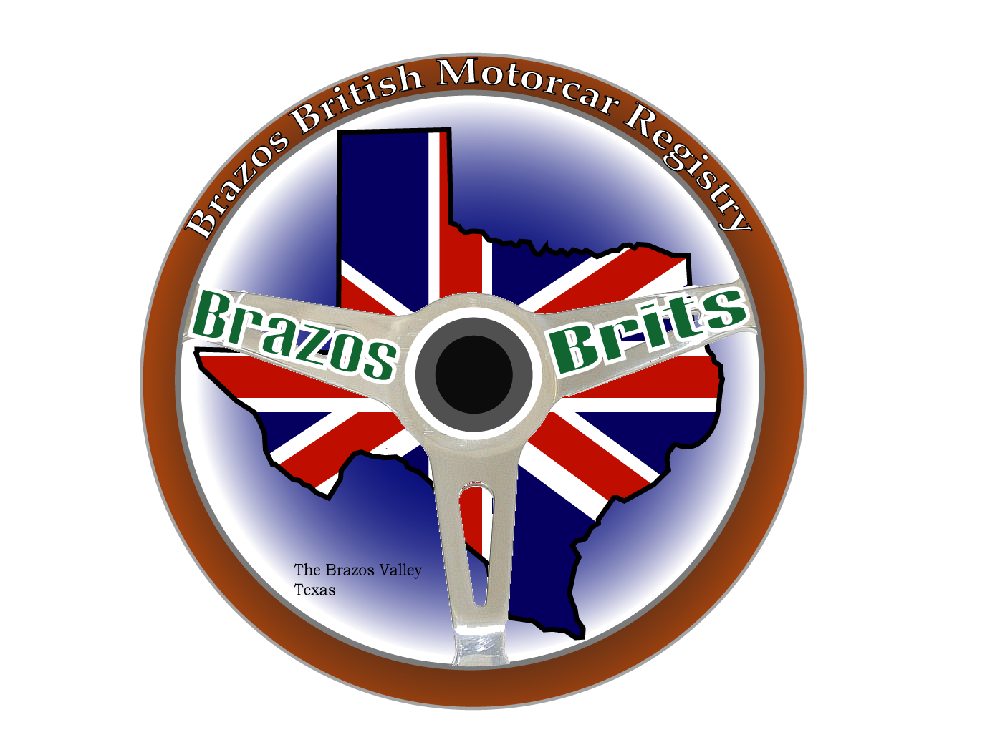 Brazos British Motorcar Registry
Brazos Brits
The Brazos Valley
Texas